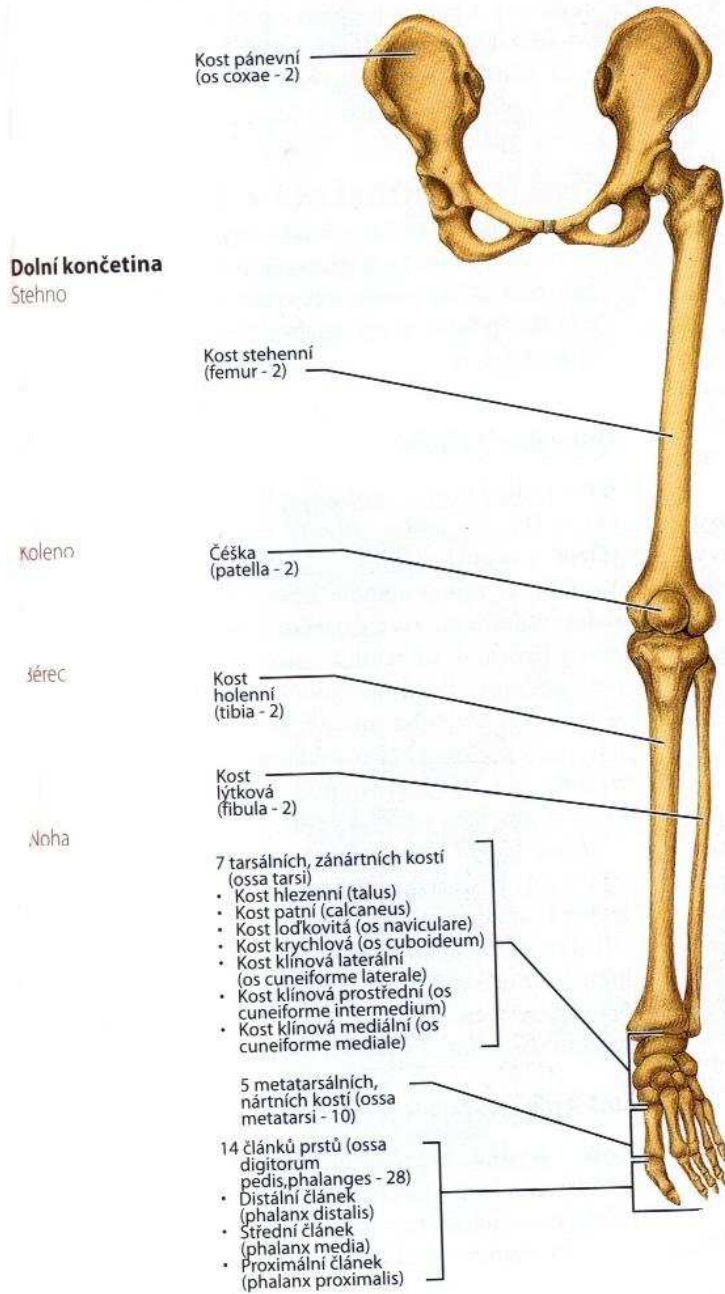 Kost pánevní
(os coxae - 2)
Dolní končetina
Stehno
Kost stehenní
(femur - 2)
Koleno
Čéška
(patella - 2)
Bérec
Kost
holenní
(tibia - 2)
Kost
lýtková
(fibula - 2)
Noha
7 tarsálních, zánártních kostí
(ossa tarsi)
• Kost hlezenní (talus)
• Kost patní (calcaneus)
• Kost loďkovitá (os naviculare)
• Kost krychlová (os cuboideum)
• Kost klínová laterální
(os cuneiforme laterale)
• Kost klínová prostřední (os
cuneiforme intermedium)
• Kost klínová mediální (os
cuneiforme mediale)
5 metatarsálních,
nártních kostí (ossa
metatarsi - 10)
14 článků prstů (ossa
digitorum
pedis,phalanges - 28)
• Distální článek
(phalanx distalis)
• Střední článek
(phalanx media)
• Proximální článek
(phalanx proximalis)